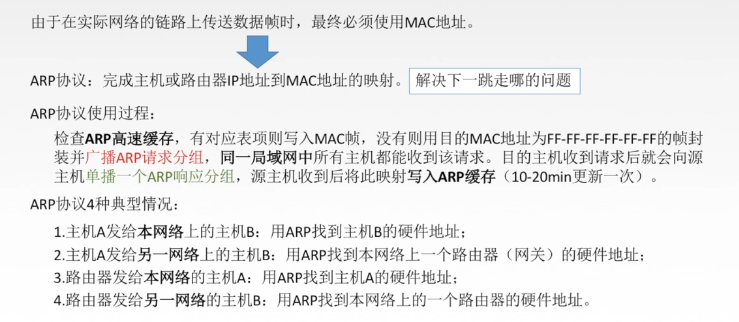 由于在实际网络的链路上传送数据帧时，最终必须使用MAC地址。
ARP协议：完成主机或路由器IP地址到MAC地址的映射。 解决下一跳走哪的问题
ARP协议使用过程：
检查ARP高速缓存，有对应表项则写入MAC帧，没有则用目的MAC地址为FF-FF-FF-FF-FF-FF的帧封
装并广播ARP请求分组，同一局域网中所有主机都能收到该请求。目的主机收到请求后就会向源
主机单播一个ARP响应分组，源主机收到后将此映射写入ARP缓存（10-20min更新一次）。
ARP协议4种典型情况：
1.主机A发给本网络上的主机B：用ARP找到主机B的硬件地址；
2.主机A发给另一网络上的主机B：用ARP找到本网络上一个路由器（网关）的硬件地址；
3.路由器发给本网络的主机A：用ARP找到主机A的硬件地址；
4.路由器发给另一网络的主机B：用ARP找到本网络上的一个路由器的硬件地址。